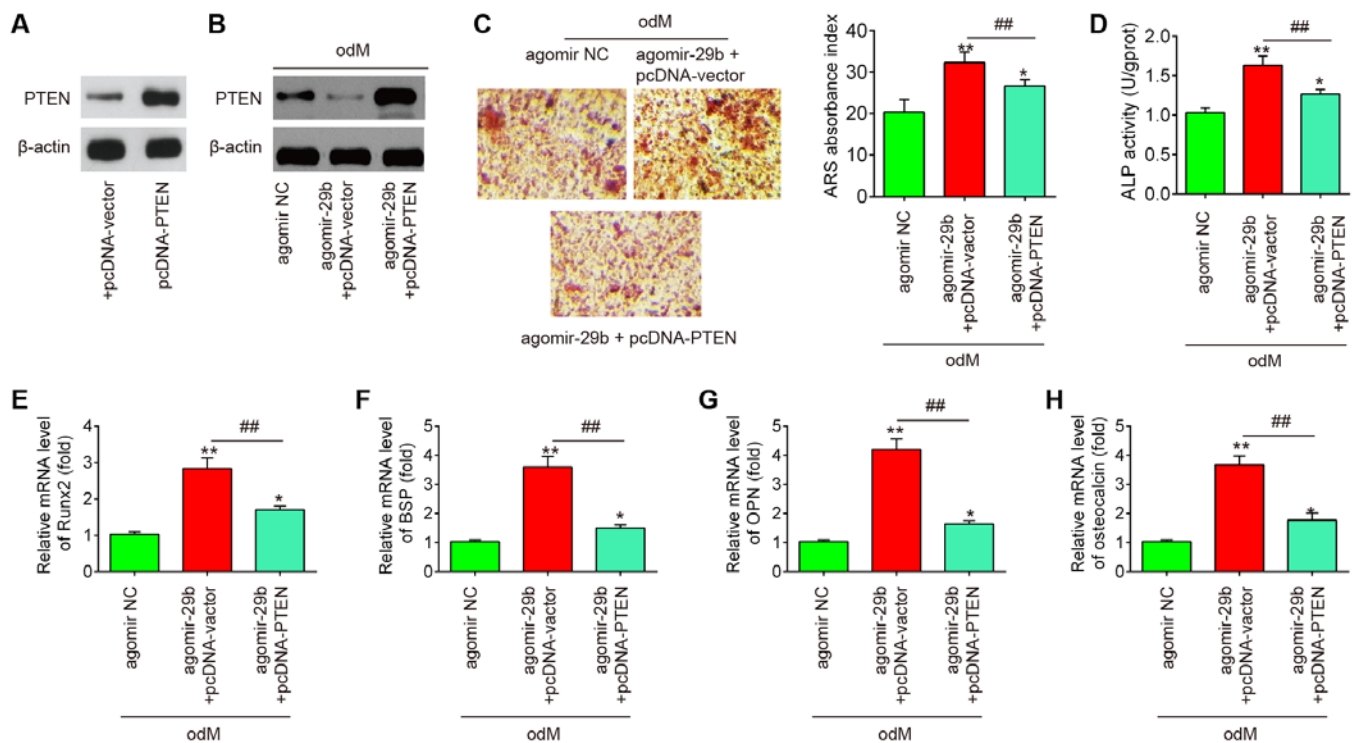 A
PTEN
β-actin
+pcDNA-vector
pcDNA-PTEN
B
odM
PTEN
β-actin
agomir NC
agomir-29b
+pcDNA-vector
agomir-29b
+pcDNA-PTEN
C
odM
agomir NC
agomir-29b +
pcDNA-vector
agomir-29b + pcDNA-PTEN
ARS absorbance index
40
30
20
10
0
**
##
*
agomir NC
agomir-29b
+pcDNA-vactor
agomir-29b
+pcDNA-PTEN
odM
D
ALP activity (U/gprot)
2.0
1.5
1.0
0.5
0.0
**
##
*
agomir NC
agomir-29b
+pcDNA-vactor
agomir-29b
+pcDNA-PTEN
odM
E
Relative mRNA level
of Runx2 (fold)
4
3
2
1
0
**
##
*
agomir NC
agomir-29b
+pcDNA-vactor
agomir-29b
+pcDNA-PTEN
odM
F
Relative mRNA level
of BSP (fold)
5
4
3
2
1
0
**
##
*
agomir NC
agomir-29b
+pcDNA-vactor
agomir-29b
+pcDNA-PTEN
odM
G
Relative mRNA level
of OPN (fold)
5
4
3
2
1
0
**
##
*
agomir NC
agomir-29b
+pcDNA-vactor
agomir-29b
+pcDNA-PTEN
odM
H
Relative mRNA level
of osteocalcin (fold)
5
4
3
2
1
0
**
##
*
agomir NC
agomir-29b
+pcDNA-vactor
agomir-29b
+pcDNA-PTEN
odM